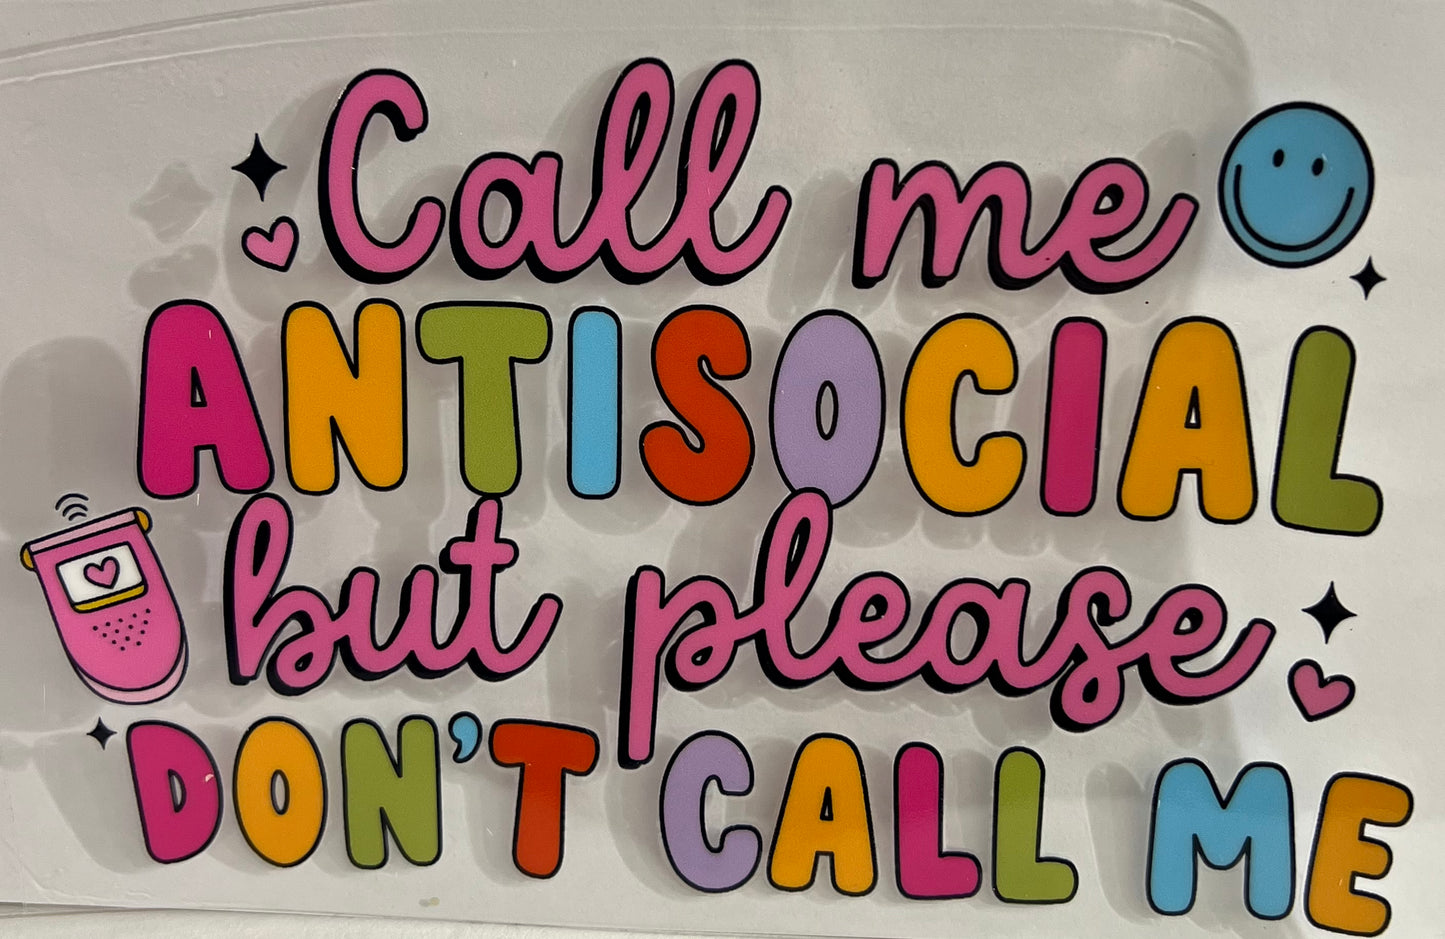 Call me
ANTISOCIAL
but please
DON'T CALL ME